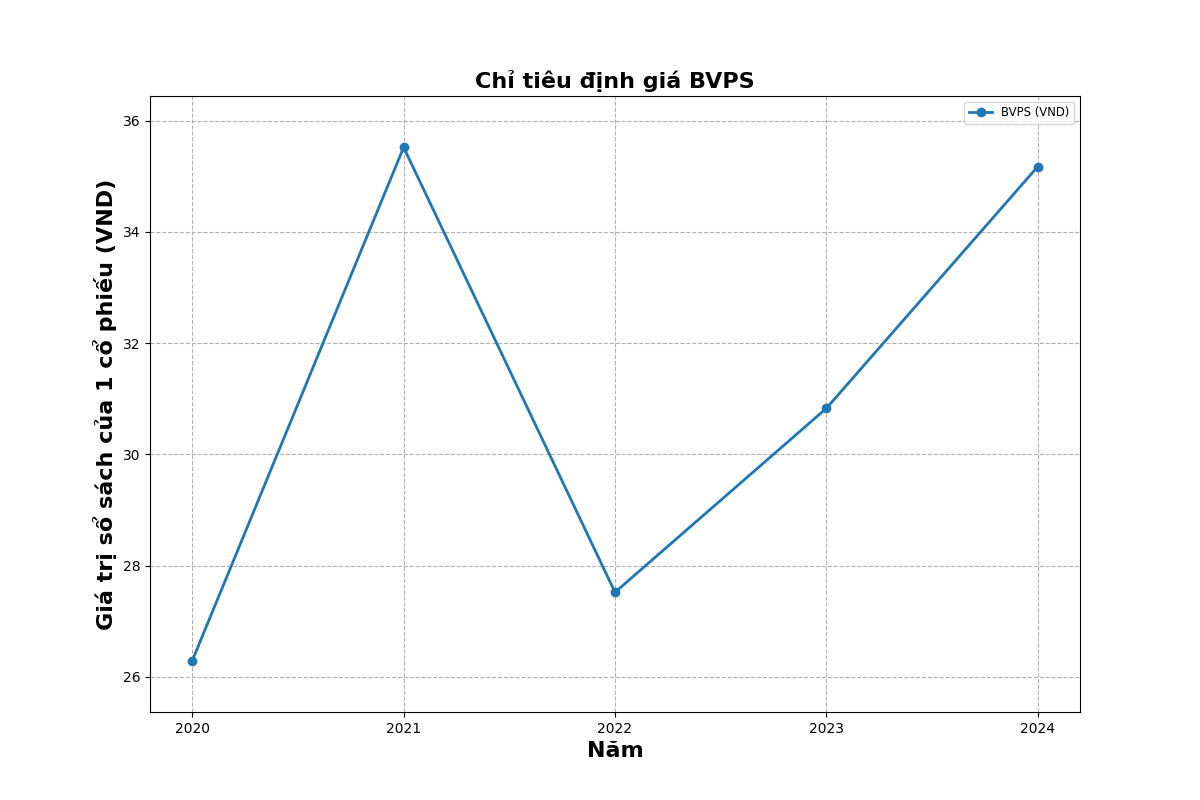 Chỉ tiêu định giá BVPS
BVPS (VND)
Giá trị sổ sách của 1 cổ phiếu (VND)
36
34
32
30
28
26
2020 2021 2022 2023 2024
Năm